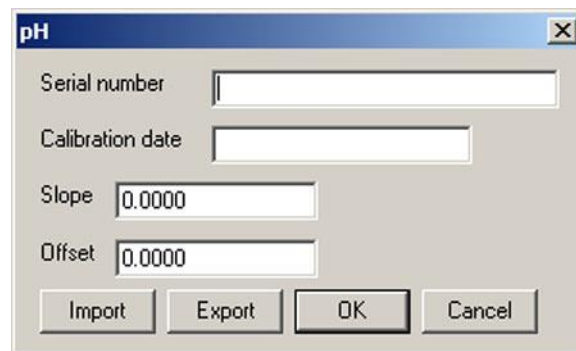 pH
Serial number
Calibration date
Slope 0.0000
Offset 0.0000
Import Export OK Cancel